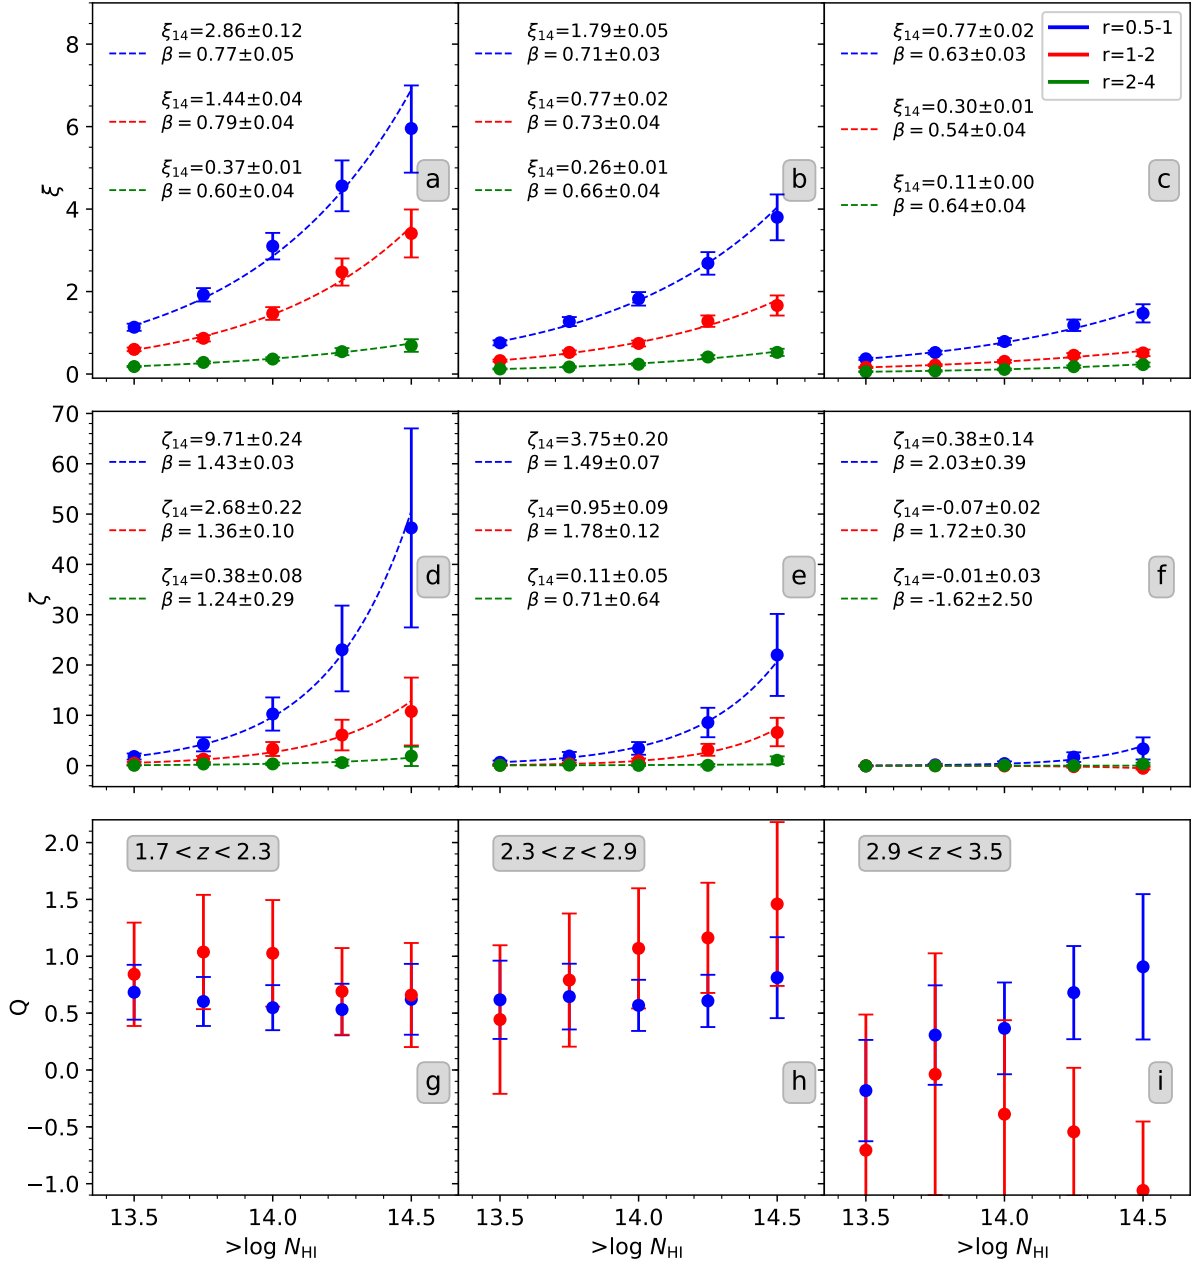 8
6
4
2
0
ξ
ξ₁₄=2.86±0.12
β = 0.77±0.05
ξ₁₄=1.44±0.04
β = 0.79±0.04
ξ₁₄=0.37±0.01
β = 0.60±0.04
a
ξ₁₄=1.79±0.05
β = 0.71±0.03
ξ₁₄=0.77±0.02
β = 0.73±0.04
ξ₁₄=0.26±0.01
β = 0.66±0.04
b
ξ₁₄=0.77±0.02
β = 0.63±0.03
ξ₁₄=0.30±0.01
β = 0.54±0.04
ξ₁₄=0.11±0.00
β = 0.64±0.04
r=0.5-1
r=1-2
r=2-4
c
70
60
50
40
30
20
10
0
ζ
ζ₁₄=9.71±0.24
β = 1.43±0.03
ζ₁₄=2.68±0.22
β = 1.36±0.10
ζ₁₄=0.38±0.08
β = 1.24±0.29
d
ζ₁₄=3.75±0.20
β = 1.49±0.07
ζ₁₄=0.95±0.09
β = 1.78±0.12
ζ₁₄=0.11±0.05
β = 0.71±0.64
e
ζ₁₄=0.38±0.14
β = 2.03±0.39
ζ₁₄=-0.07±0.02
β = 1.72±0.30
ζ₁₄=-0.01±0.03
β = -1.62±2.50
f
2.0
1.5
1.0
0.5
0.0
−0.5
−1.0
Q
1.7 < z < 2.3
g
2.3 < z < 2.9
h
2.9 < z < 3.5
i
13.5 14.0 14.5
13.5 14.0 14.5
13.5 14.0 14.5
>log N_HI
>log N_HI
>log N_HI